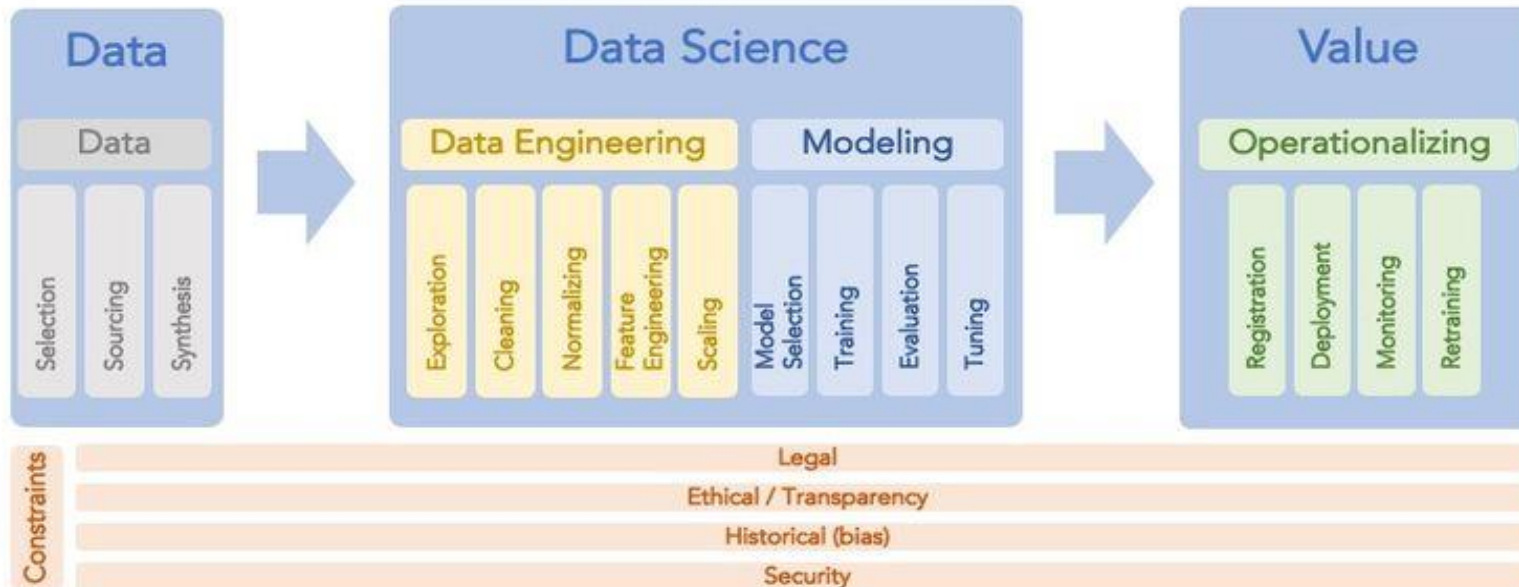 Data
Data
Selection
Sourcing
Synthesis
Data Science
Data Engineering
Exploration
Cleaning
Normalizing
Feature
Engineering
Scaling
Modeling
Model
Selection
Training
Evaluation
Tuning
Value
Operationalizing
Registration
Deployment
Monitoring
Retraining
Constraints
Legal
Ethical / Transparency
Historical (bias)
Security